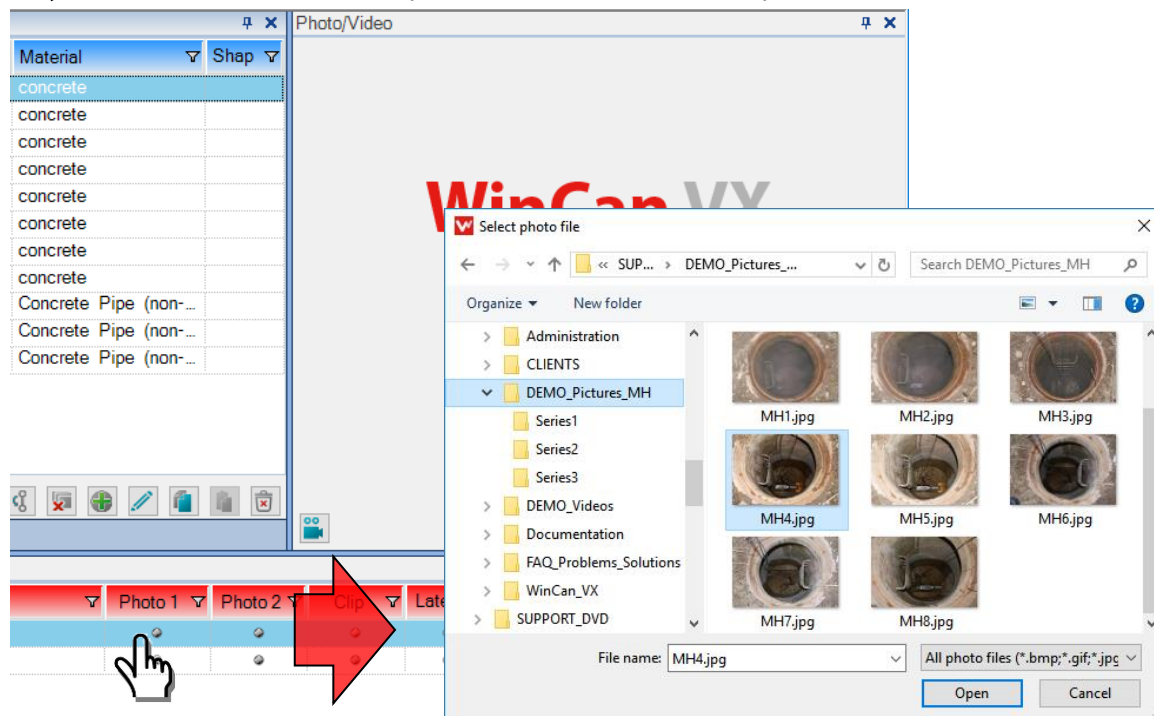 Photo/Video
Material Shap
concrete
concrete
concrete
concrete
concrete
concrete
concrete
concrete
Concrete Pipe (non-...
Concrete Pipe (non-...
Concrete Pipe (non-...
WinCan VX
Select photo file
« SUP... › DEMO_Pictures_...
Search DEMO_Pictures_MH
Organize
New folder
Administration
CLIENTS
DEMO_Pictures_MH
Series1
Series2
Series3
DEMO_Videos
Documentation
FAQ_Problems_Solutions
WinCan_VX
SUPPORT_DVD
MH1.jpg MH2.jpg MH3.jpg
MH4.jpg MH5.jpg MH6.jpg
MH7.jpg MH8.jpg
Photo 1 Photo 2 Clip Late
File name: MH4.jpg
All photo files (*.bmp;*.gif;*.jpg
Open Cancel